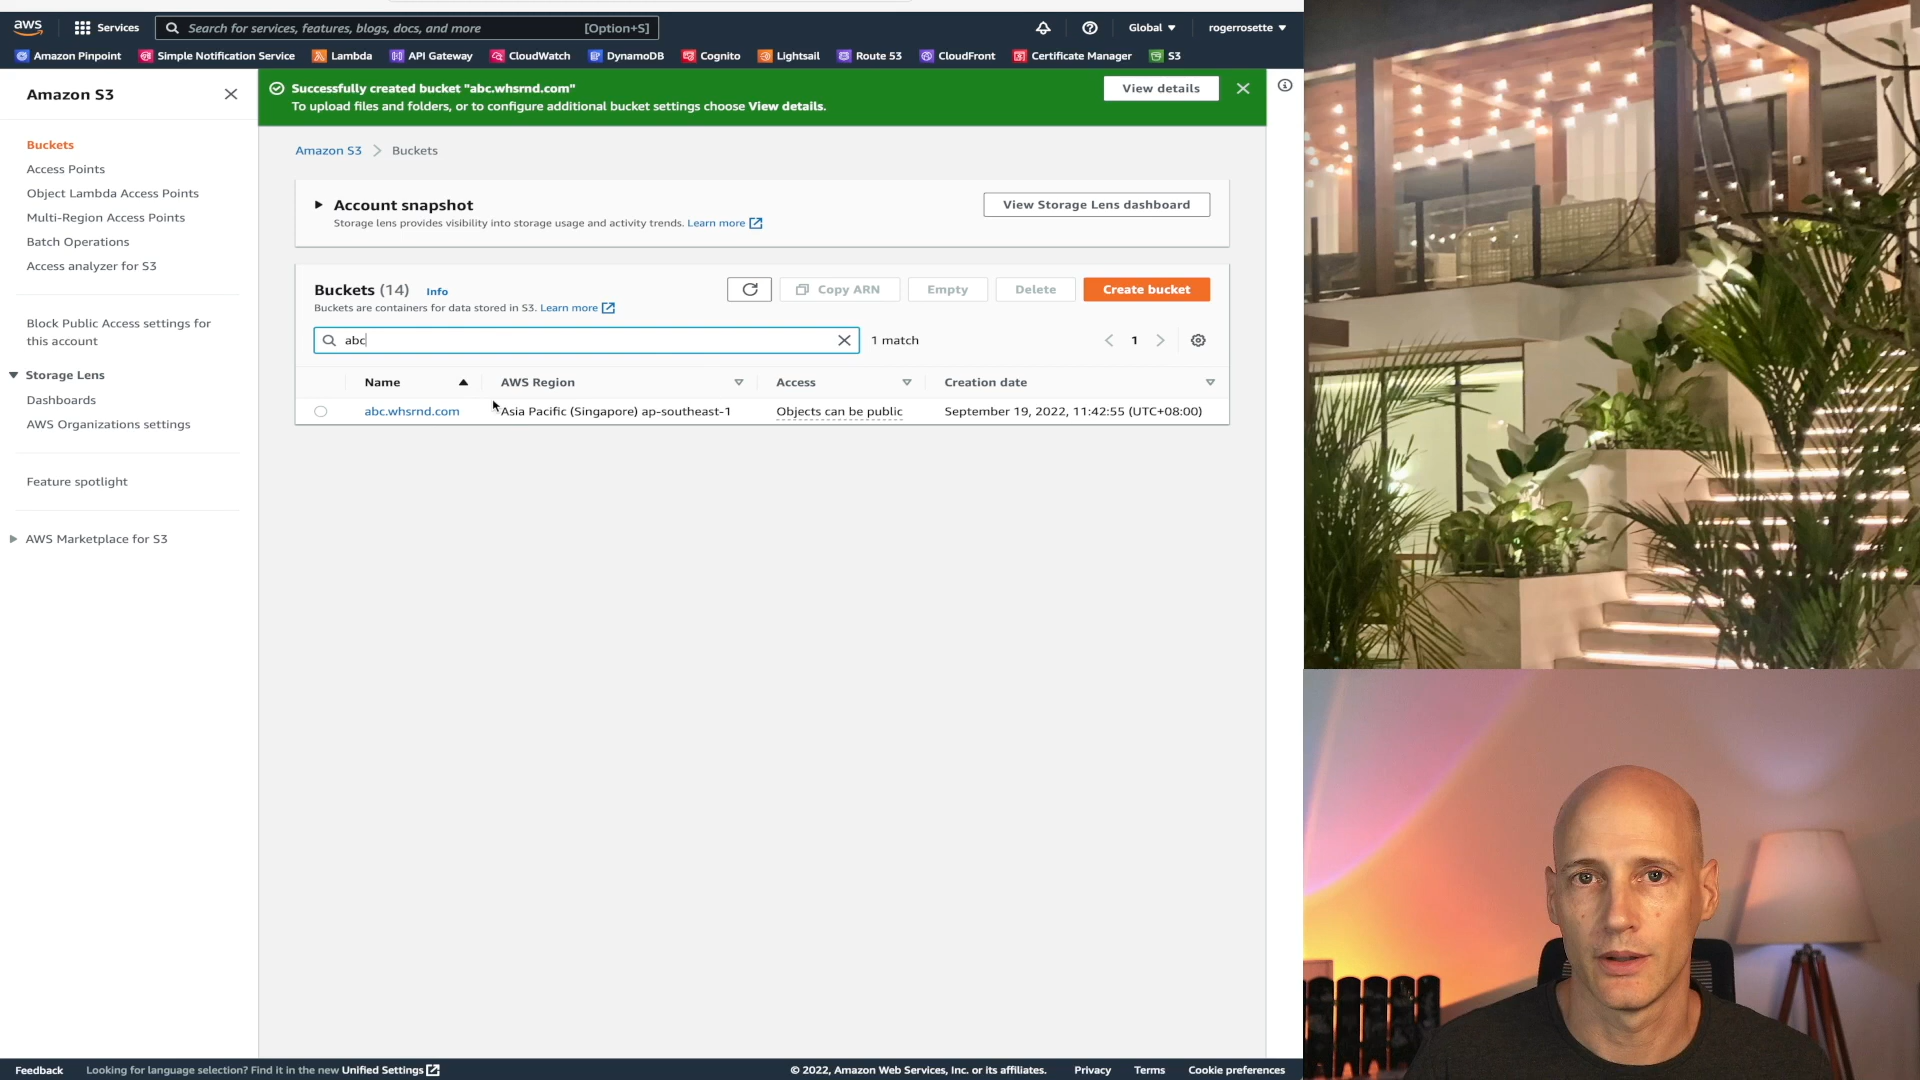 aws
Services
Search for services, features, blogs, docs, and more
[Option+S]
Global
rogerrosette
Amazon Pinpoint
Simple Notification Service
Lambda
API Gateway
CloudWatch
DynamoDB
Cognito
Lightsail
Route 53
CloudFront
Certificate Manager
S3
Amazon S3
Buckets
Access Points
Object Lambda Access Points
Multi-Region Access Points
Batch Operations
Access analyzer for S3
Block Public Access settings for
this account
Storage Lens
Dashboards
AWS Organizations settings
Feature spotlight
AWS Marketplace for S3
Successfully created bucket "abc.whsrnd.com"
To upload files and folders, or to configure additional bucket settings choose View details.
View details
Amazon S3 > Buckets
Account snapshot
Storage lens provides visibility into storage usage and activity trends. Learn more
View Storage Lens dashboard
Buckets (14) Info
Buckets are containers for data stored in S3. Learn more
Copy ARN
Empty
Delete
Create bucket
abc
1 match
1
Name
AWS Region
Access
Creation date
abc.whsrnd.com
Asia Pacific (Singapore) ap-southeast-1
Objects can be public
September 19, 2022, 11:42:55 (UTC+08:00)
Feedback
Looking for language selection? Find it in the new Unified Settings
© 2022, Amazon Web Services, Inc. or its affiliates.
Privacy
Terms
Cookie preferences